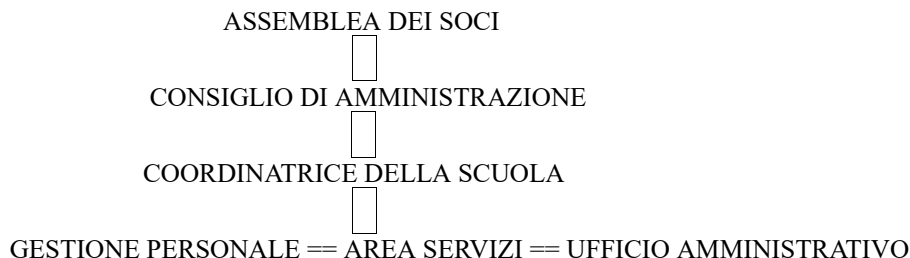 ASSEMBLEA DEI SOCI
CONSIGLIO DI AMMINISTRAZIONE
COORDINATRICE DELLA SCUOLA
GESTIONE PERSONALE == AREA SERVIZI == UFFICIO AMMINISTRATIVO